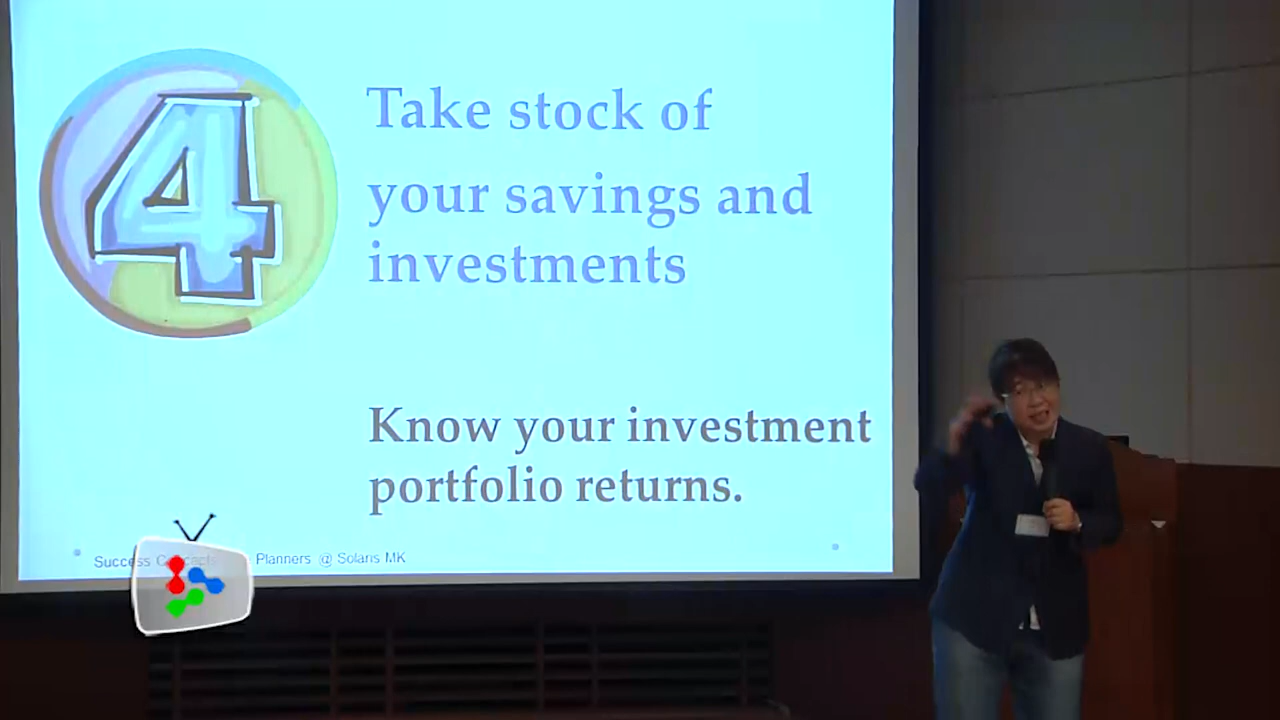 4
Take stock of
your savings and
investments
Know your investment
portfolio returns.
Success Concepts Planners @ Solaris MK